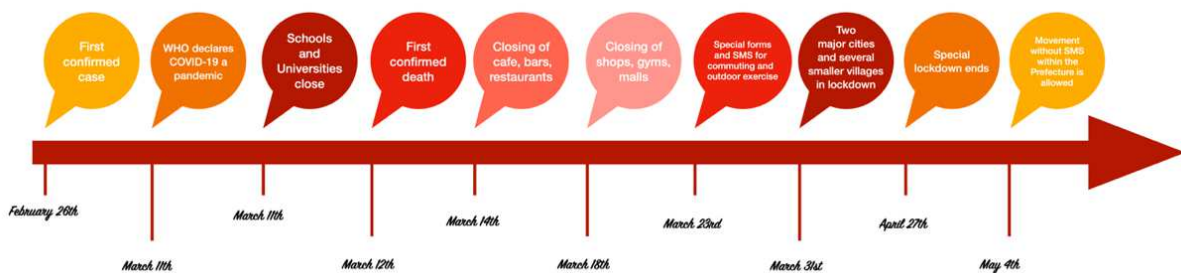 First
confirmed
case
WHO declares
COVID-19 a
pandemic
Schools
and
Universities
close
First
confirmed
death
Closing of
cafe, bars,
restaurants
Closing of
shops, gyms,
malls
Special forms
and SMS for
commuting and
outdoor exercise
Two
major cities
and several
smaller villages
in lockdown
Special
lockdown ends
Movement
without SMS
within the
Prefecture is
allowed
February 26th
March 11th
March 11th
March 12th
March 14th
March 18th
March 23rd
March 31st
April 27th
May 4th